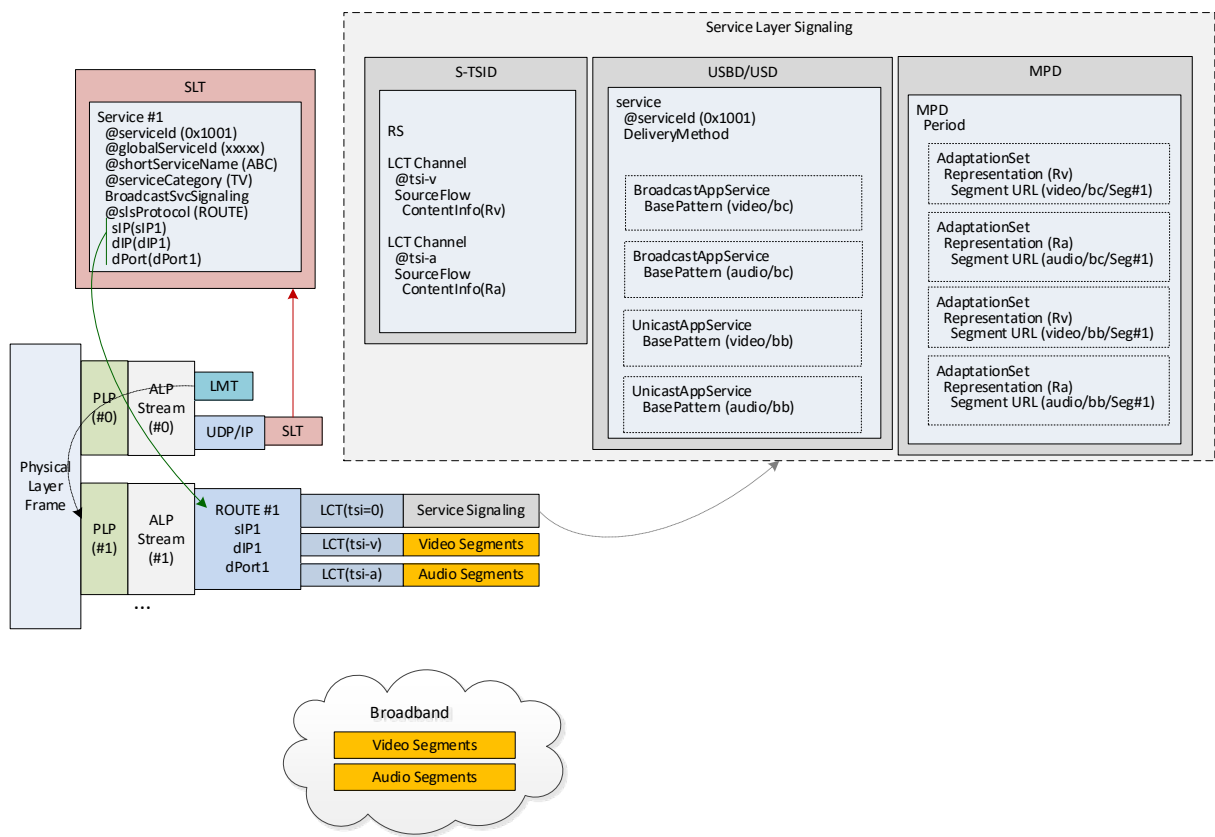 Service Layer Signaling
SLT
Service #1
@serviceId (0x1001)
@globalServiceId (xxxxx)
@shortServiceName (ABC)
@serviceCategory (TV)
BroadcastSvcSignaling
@slsProtocol (ROUTE)
sIP(sIP1)
dIP(dIP1)
dPort(dPort1)
S-TSID
RS
LCT Channel
@tsi-v
SourceFlow
ContentInfo(Rv)
LCT Channel
@tsi-a
SourceFlow
ContentInfo(Ra)
USBD/USD
service
@serviceId (0x1001)
DeliveryMethod
BroadcastAppService
BasePattern (video/bc)
BroadcastAppService
BasePattern (audio/bc)
UnicastAppService
BasePattern (video/bb)
UnicastAppService
BasePattern (audio/bb)
MPD
MPD
Period
AdaptationSet
Representation (Rv)
Segment URL (video/bc/Seg#1)
AdaptationSet
Representation (Ra)
Segment URL (audio/bc/Seg#1)
AdaptationSet
Representation (Rv)
Segment URL (video/bb/Seg#1)
AdaptationSet
Representation (Ra)
Segment URL (audio/bb/Seg#1)
Physical
Layer
Frame
PLP
(#0)
ALP
Stream
(#0)
LMT
UDP/IP
SLT
PLP
(#1)
ALP
Stream
(#1)
ROUTE #1
sIP1
dIP1
dPort1
LCT(tsi=0)
Service Signaling
LCT(tsi-v)
Video Segments
LCT(tsi-a)
Audio Segments
...
Broadband
Video Segments
Audio Segments